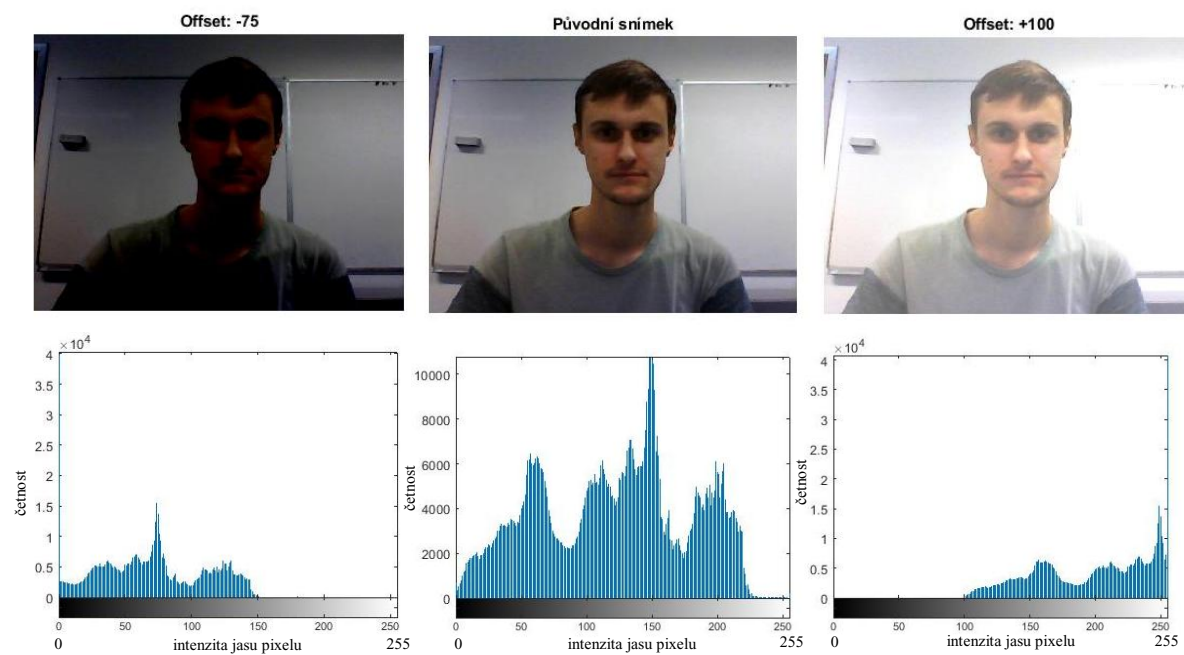 Offset: -75
Původní snímek
Offset: +100
×10⁴
4
3.5
3
2.5
2
1.5
1
0.5
0
četnost
0 50 100 150 200 250
0 intenzita jasu pixelu 255
10000
8000
6000
4000
2000
0
četnost
0 50 100 150 200 250
0 intenzita jasu pixelu 255
×10⁴
4
3.5
3
2.5
2
1.5
1
0.5
0
četnost
0 50 100 150 200 250
0 intenzita jasu pixelu 255